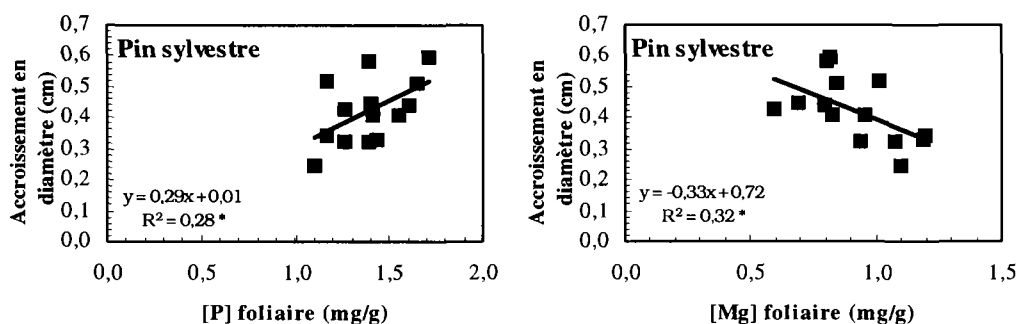 0,7
0,6
0,5
0,4
0,3
0,2
0,1
0,0
Accroissement en
diamètre (cm)
Pin sylvestre
y = 0,29x + 0,01
R² = 0,28 *
0,0 1,0 2,0
[P] foliaire (mg/g)
0,7
0,6
0,5
0,4
0,3
0,2
0,1
0,0
Accroissement en
diamètre (cm)
Pin sylvestre
y = -0,33x + 0,72
R² = 0,32 *
0,0 0,5 1,0 1,5
[Mg] foliaire (mg/g)